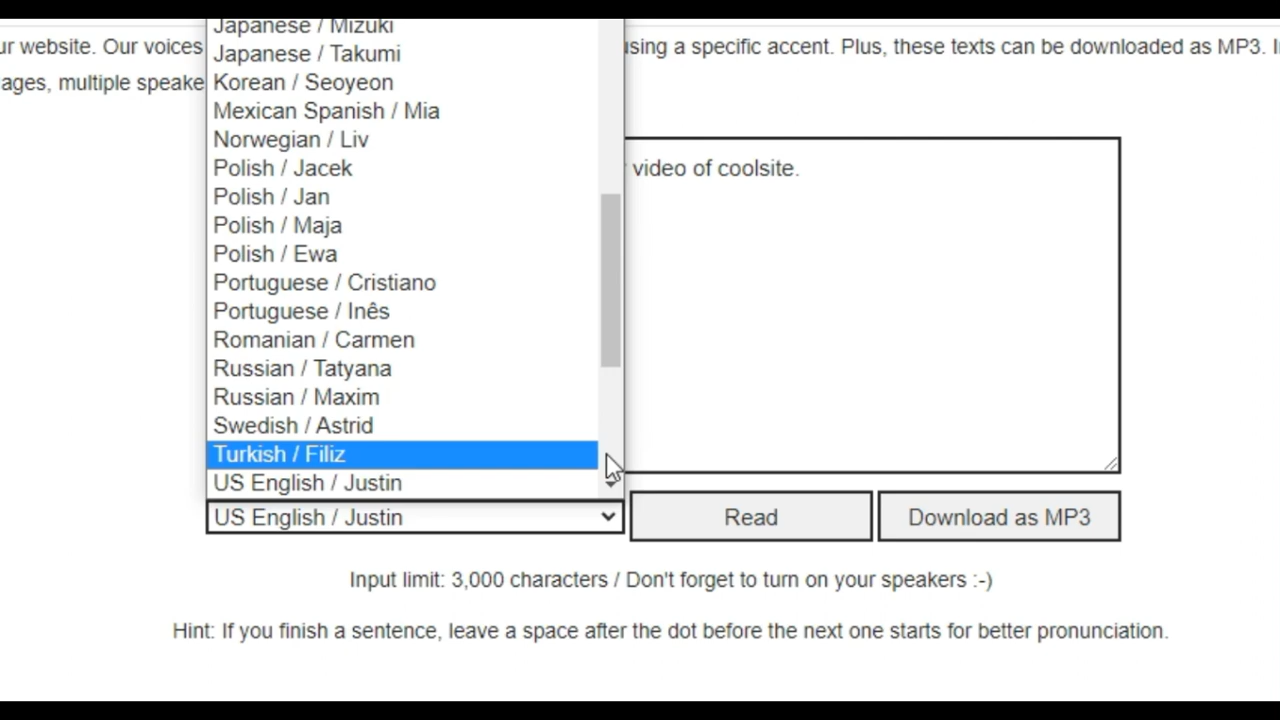 Japanese / Mizuki
ur website. Our voices
using a specific accent. Plus, these texts can be downloaded as MP3.
Japanese / Takumi
ages, multiple speake
Korean / Seoyeon
Mexican Spanish / Mia
Norwegian / Liv
Polish / Jacek
video of coolsite.
Polish / Jan
Polish / Maja
Polish / Ewa
Portuguese / Cristiano
Portuguese / Inês
Romanian / Carmen
Russian / Tatyana
Russian / Maxim
Swedish / Astrid
Turkish / Filiz
US English / Justin
US English / Justin
Read
Download as MP3
Input limit: 3,000 characters / Don't forget to turn on your speakers :-)
Hint: If you finish a sentence, leave a space after the dot before the next one starts for better pronunciation.